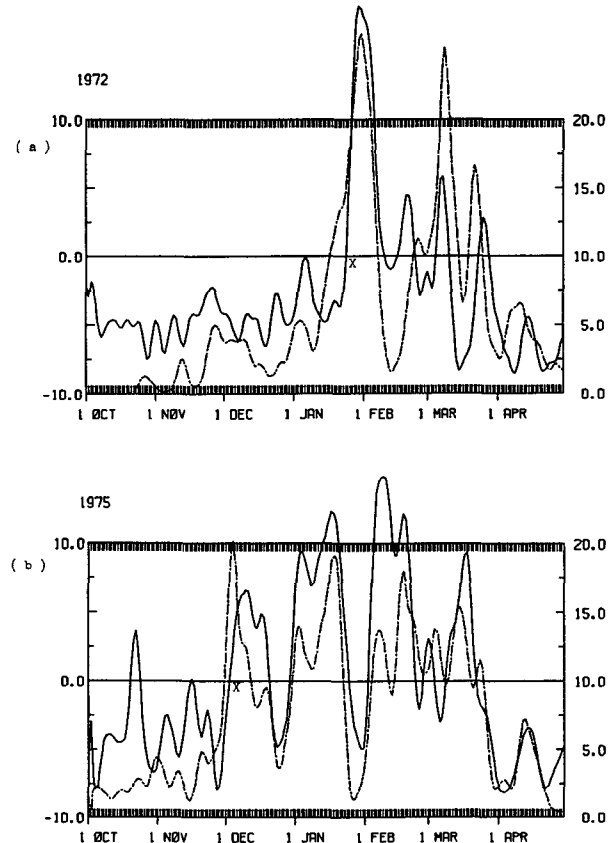 1972
( a )
10.0 20.0
15.0
0.0 10.0
X
5.0
-10.0 0.0
1 ØCT 1 NØV 1 DEC 1 JAN 1 FEB 1 MAR 1 APR
1975
( b )
10.0 20.0
15.0
0.0 10.0
X
5.0
-10.0 0.0
1 ØCT 1 NØV 1 DEC 1 JAN 1 FEB 1 MAR 1 APR